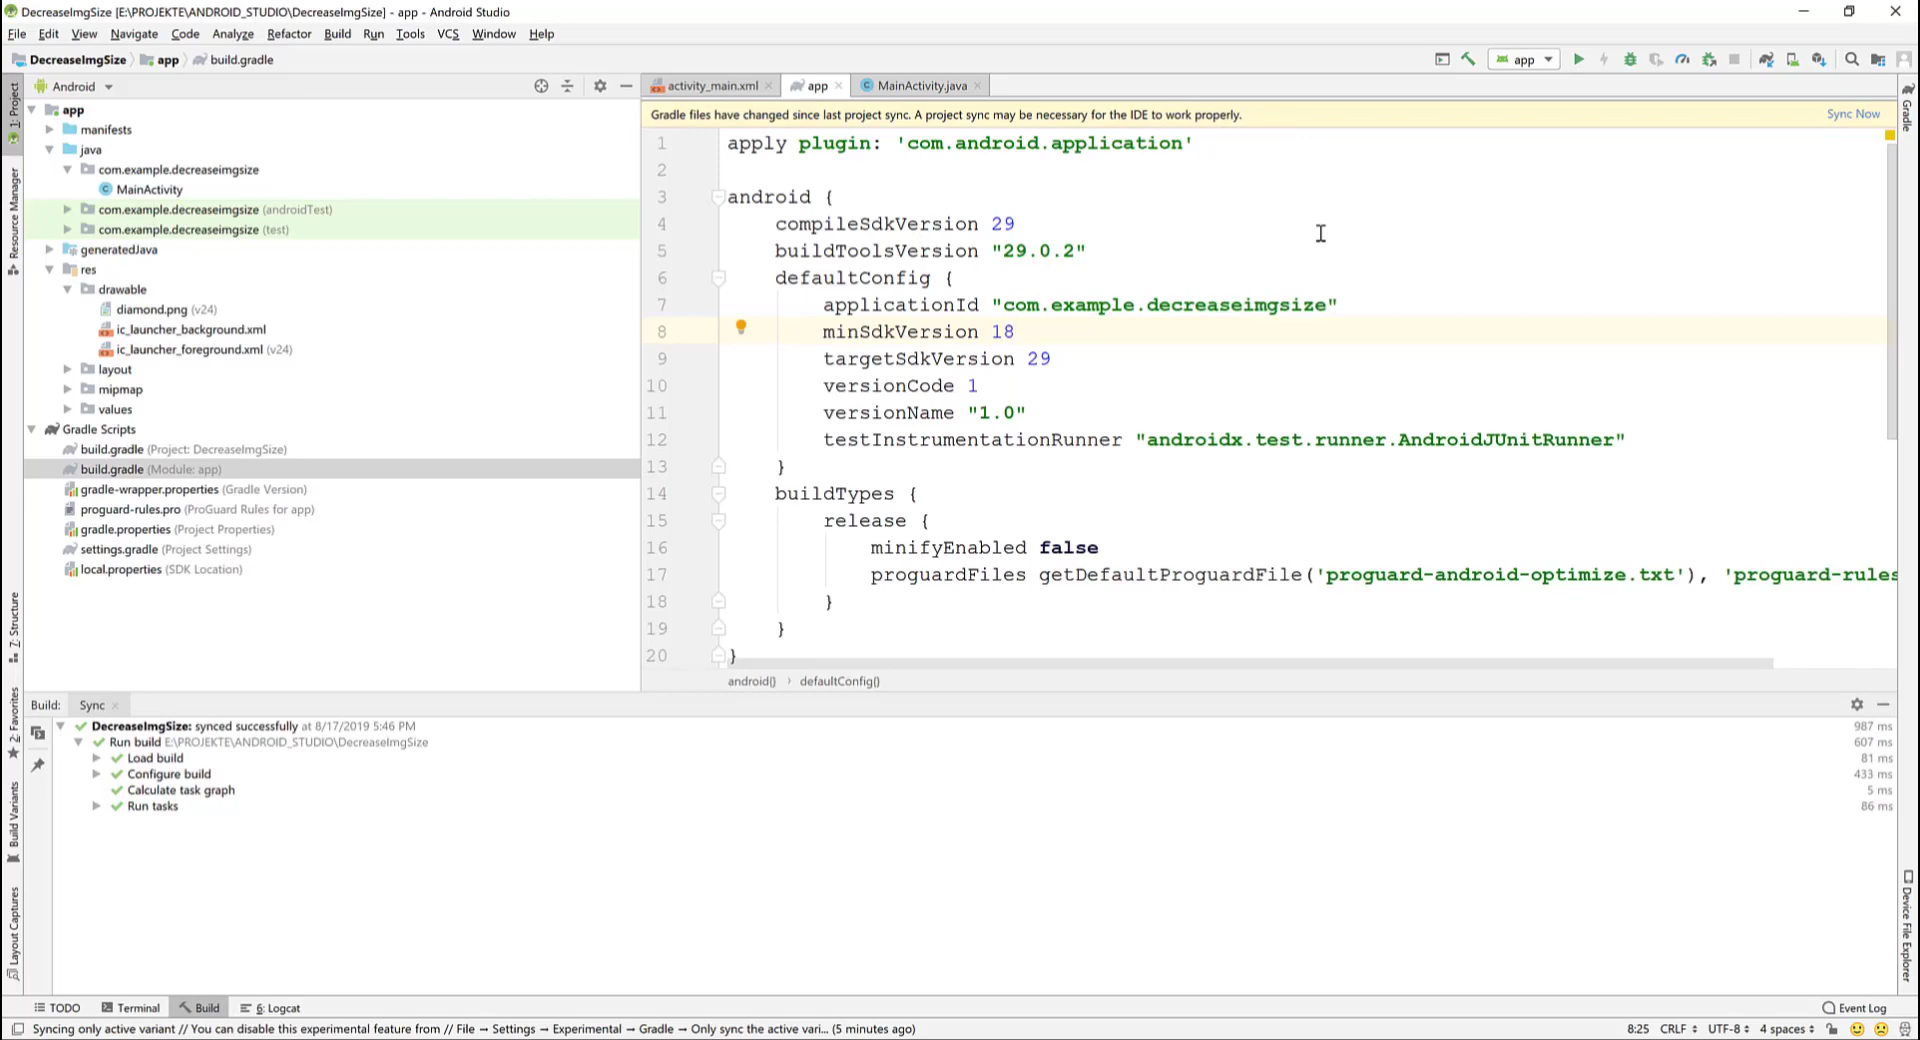 DecreaseImgSize [E:\PROJEKTE\ANDROID_STUDIO\DecreaseImgSize] - app - Android Studio
File Edit View Navigate Code Analyze Refactor Build Run Tools VCS Window Help
DecreaseImgSize app build.gradle
app
Android
activity_main.xml app MainActivity.java
Gradle files have changed since last project sync. A project sync may be necessary for the IDE to work properly. Sync Now
1: Project
Resource Manager
7: Structure
2: Favorites
Build Variants
Layout Captures
app
manifests
java
com.example.decreaseimgsize
MainActivity
com.example.decreaseimgsize (androidTest)
com.example.decreaseimgsize (test)
generatedJava
res
drawable
diamond.png (v24)
ic_launcher_background.xml
ic_launcher_foreground.xml (v24)
layout
mipmap
values
Gradle Scripts
build.gradle (Project: DecreaseImgSize)
build.gradle (Module: app)
gradle-wrapper.properties (Gradle Version)
proguard-rules.pro (ProGuard Rules for app)
gradle.properties (Project Properties)
settings.gradle (Project Settings)
local.properties (SDK Location)
1 apply plugin: 'com.android.application'
2
3 android {
4 compileSdkVersion 29
5 buildToolsVersion "29.0.2"
6 defaultConfig {
7 applicationId "com.example.decreaseimgsize"
8 minSdkVersion 18
9 targetSdkVersion 29
10 versionCode 1
11 versionName "1.0"
12 testInstrumentationRunner "androidx.test.runner.AndroidJUnitRunner"
13 }
14 buildTypes {
15 release {
16 minifyEnabled false
17 proguardFiles getDefaultProguardFile('proguard-android-optimize.txt'), 'proguard-rules
18 }
19 }
20 }
android{} › defaultConfig{}
Gradle
Device File Explorer
Build: Sync
DecreaseImgSize: synced successfully at 8/17/2019 5:46 PM 987 ms
Run build E:\PROJEKTE\ANDROID_STUDIO\DecreaseImgSize 607 ms
Load build 81 ms
Configure build 433 ms
Calculate task graph 5 ms
Run tasks 86 ms
TODO Terminal Build 6: Logcat Event Log
Syncing only active variant // You can disable this experimental feature from // File → Settings → Experimental → Gradle → Only sync the active vari... (5 minutes ago) 8:25 CRLF UTF-8 4 spaces